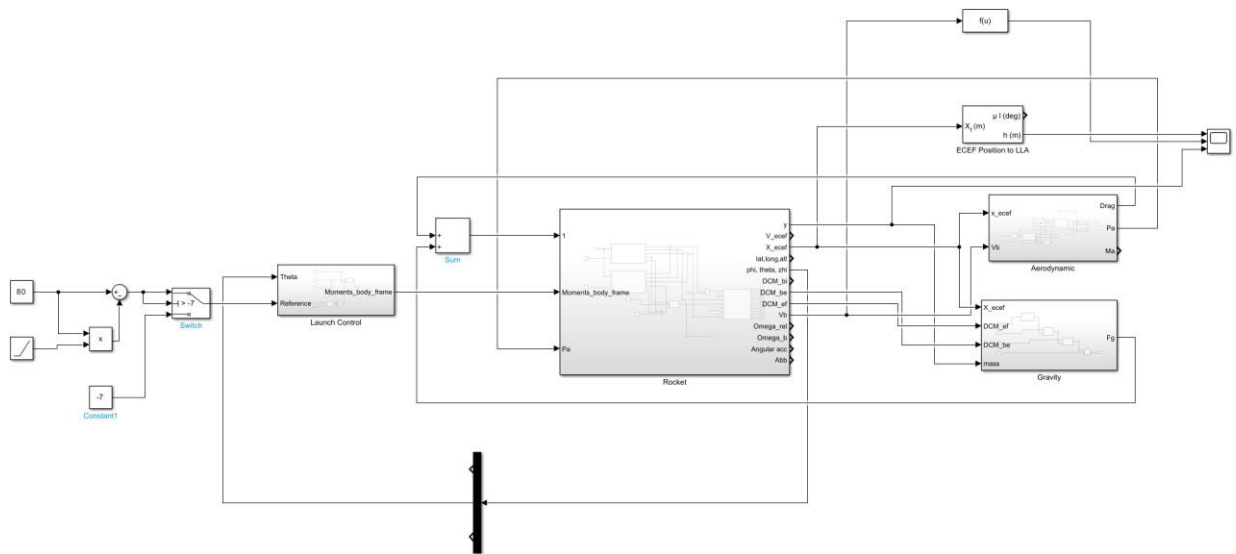 f(u)
X_f (m)
μ l (deg)
h (m)
ECEF Position to LLA
80
x
-7
Constant1
+
-
> -7
Switch
Theta
Reference
Moments_body_frame
Launch Control
+
+
Sum
1
Moments_body_frame
Pa
y
V_ecef
X_ecef
lat,long,atl
phi, theta, zhi
DCM_bi
DCM_be
DCM_ef
Vb
Omega_rel
Omega_b
Angular acc
Abb
Rocket
x_ecef
Vb
Drag
Pa
Ma
Aerodynamic
X_ecef
DCM_ef
DCM_be
mass
Fg
Gravity